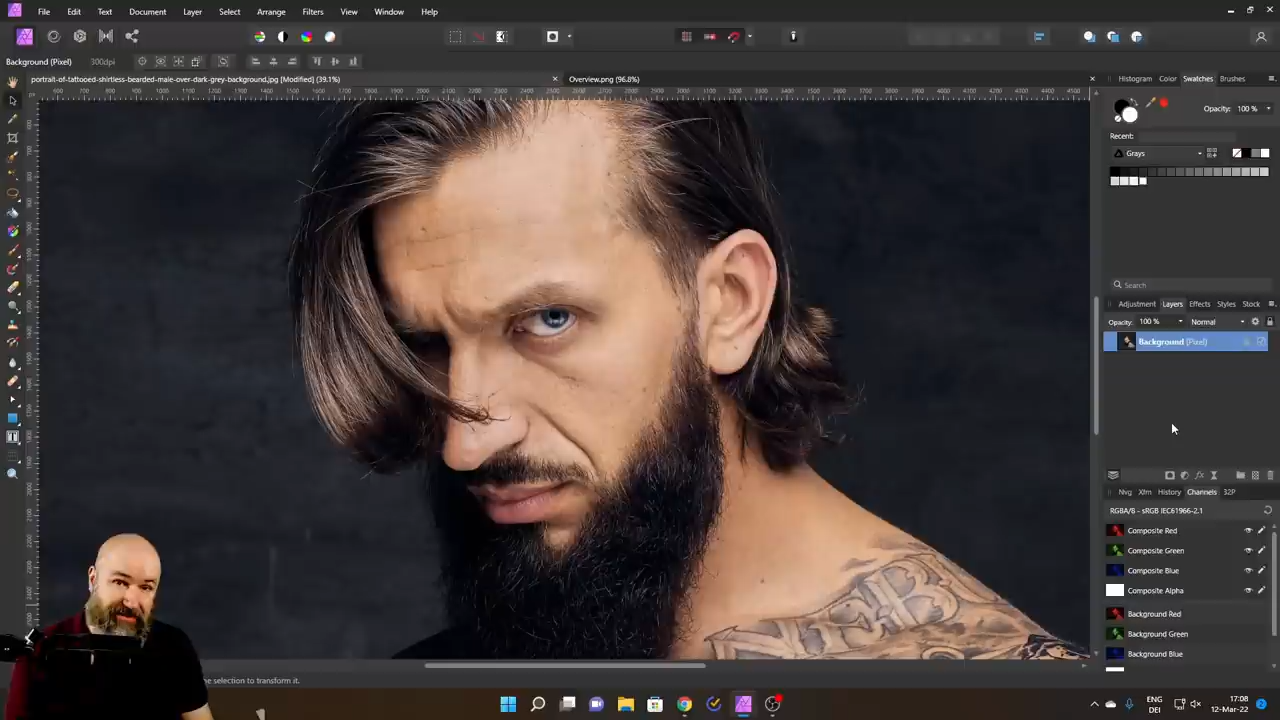 File Edit Text Document Layer Select Arrange Filters View Window Help
Background (Pixel) 300dpi
portrait-of-tattooed-shirtless-bearded-male-over-dark-grey-background.jpg [Modified] (39.1%)
Overview.png (96.8%)
Histogram Color Swatches Brushes
Opacity: 100 %
Recent:
Grays
Search
Adjustment Layers Effects Styles Stock
Opacity: 100 % Normal
Background (Pixel)
Nvg Xfm History Channels 32P
RGBA/8 - sRGB IEC61966-2.1
Composite Red
Composite Green
Composite Blue
Composite Alpha
Background Red
Background Green
Background Blue
he selection to transform it.
ENG
DEI
17:08
12-Mar-22
2